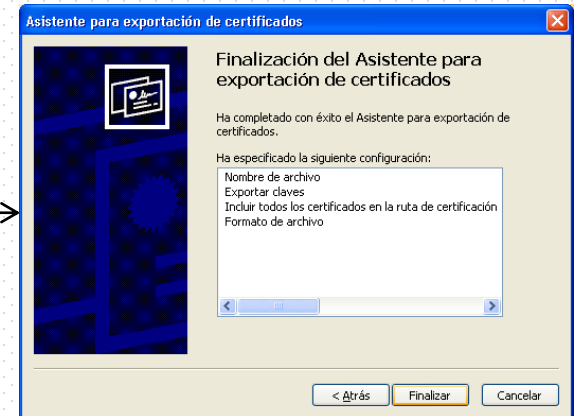 Asistente para exportación de certificados
Finalización del Asistente para
exportación de certificados
Ha completado con éxito el Asistente para exportación de
certificados.
Ha especificado la siguiente configuración:
Nombre de archivo
Exportar claves
Incluir todos los certificados en la ruta de certificación
Formato de archivo
< Atrás
Finalizar
Cancelar